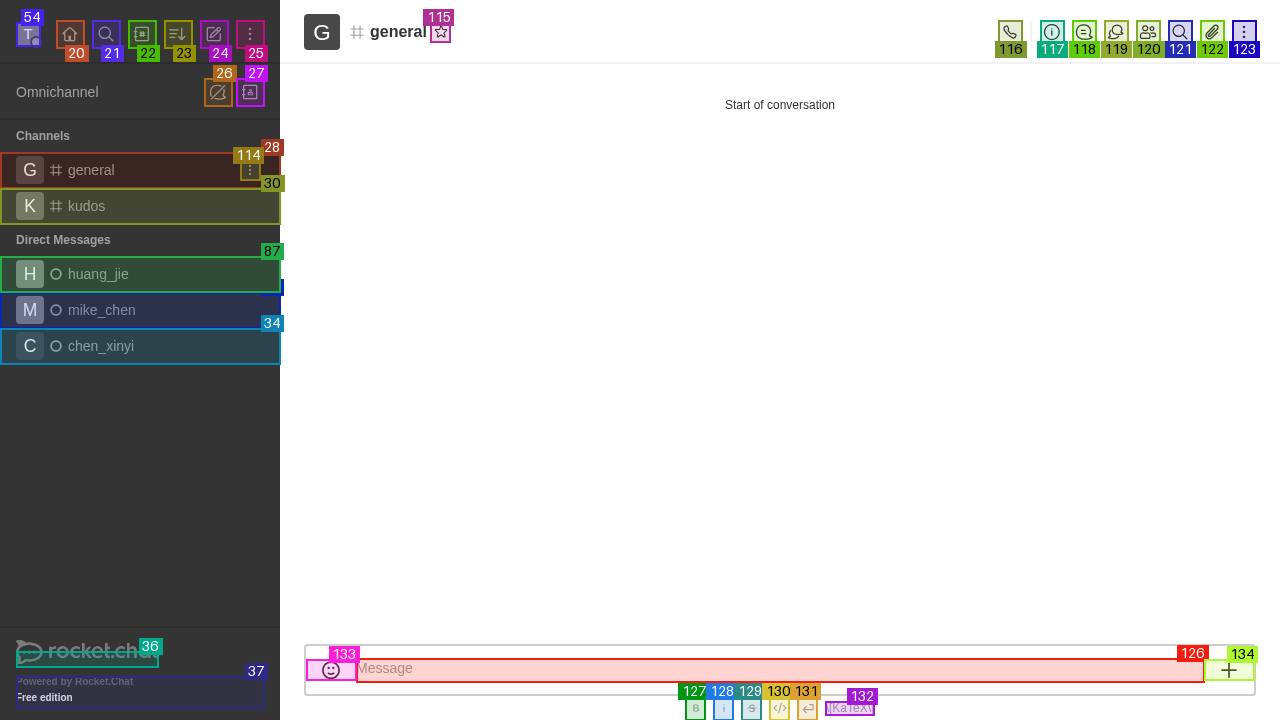 54
T
20
21
22
23
24
25
Omnichannel
26
27
Channels
28
G general
114
30
K kudos
Direct Messages
87
H huang_jie
M mike_chen
34
C chen_xinyi
rocket.chat
36
37
Powered by Rocket.Chat
Free edition
115
G general
116
117
118
119
120
121
122
123
Start of conversation
133
Message
126
134
127
128
129
130
131
132
B
i
S
</>
\(KaTeX\)